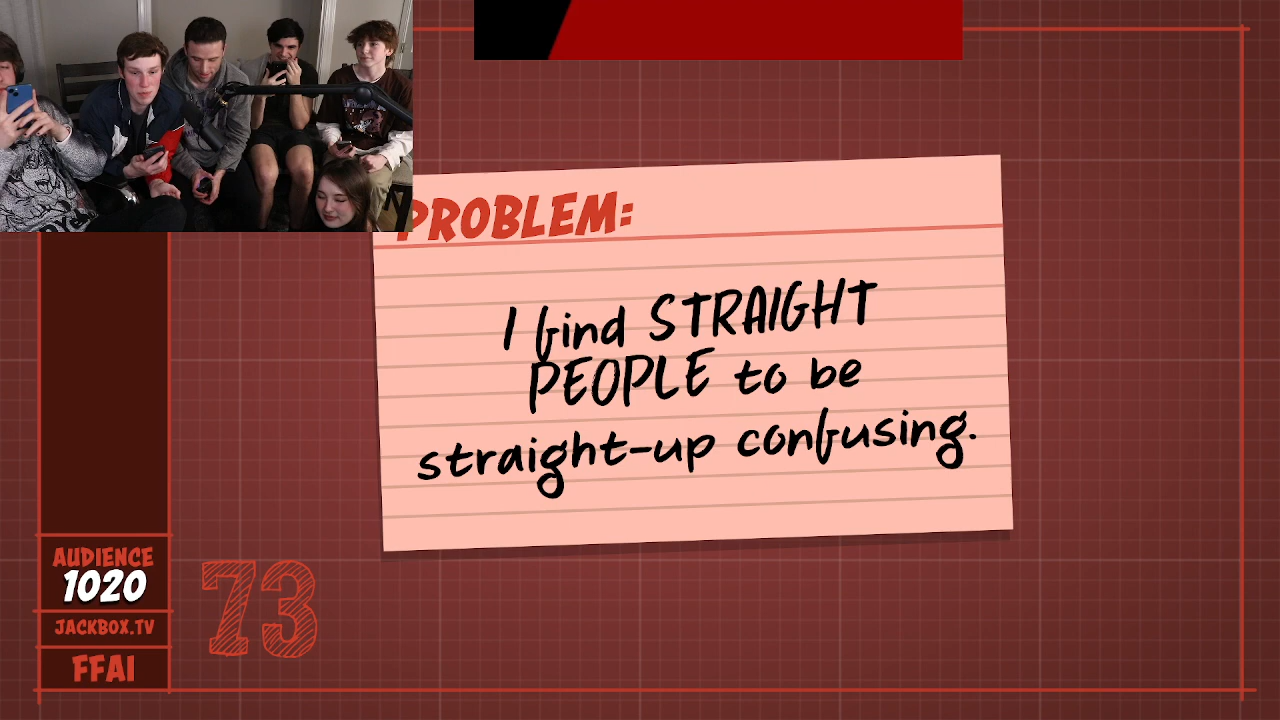 PROBLEM:
I find STRAIGHT
PEOPLE to be
straight-up confusing.
AUDIENCE
1020
JACKBOX.TV
FFAI
73